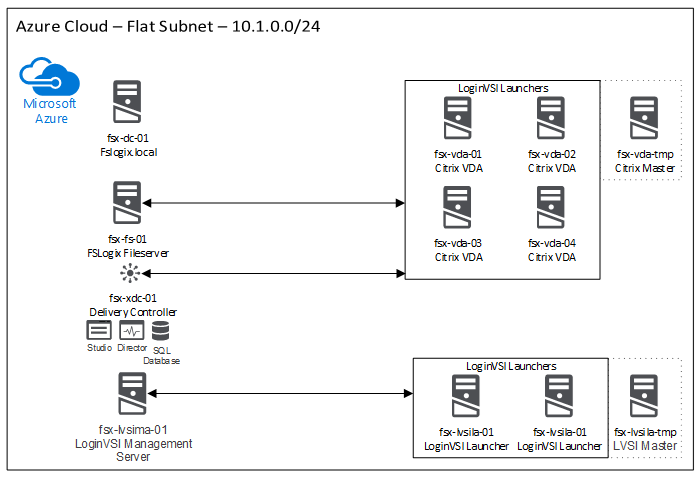 Azure Cloud – Flat Subnet – 10.1.0.0/24
Microsoft
Azure
fsx-dc-01
Fslogix.local
LoginVSI Launchers
fsx-vda-01
Citrix VDA
fsx-vda-02
Citrix VDA
fsx-vda-tmp
Citrix Master
fsx-fs-01
FSLogix Fileserver
fsx-vda-03
Citrix VDA
fsx-vda-04
Citrix VDA
fsx-xdc-01
Delivery Controller
Studio
Director
SQL
Database
LoginVSI Launchers
fsx-lvsima-01
LoginVSI Management
Server
fsx-lvsila-01
LoginVSI Launcher
fsx-lvsila-01
LoginVSI Launcher
fsx-lvsila-tmp
LVSI Master